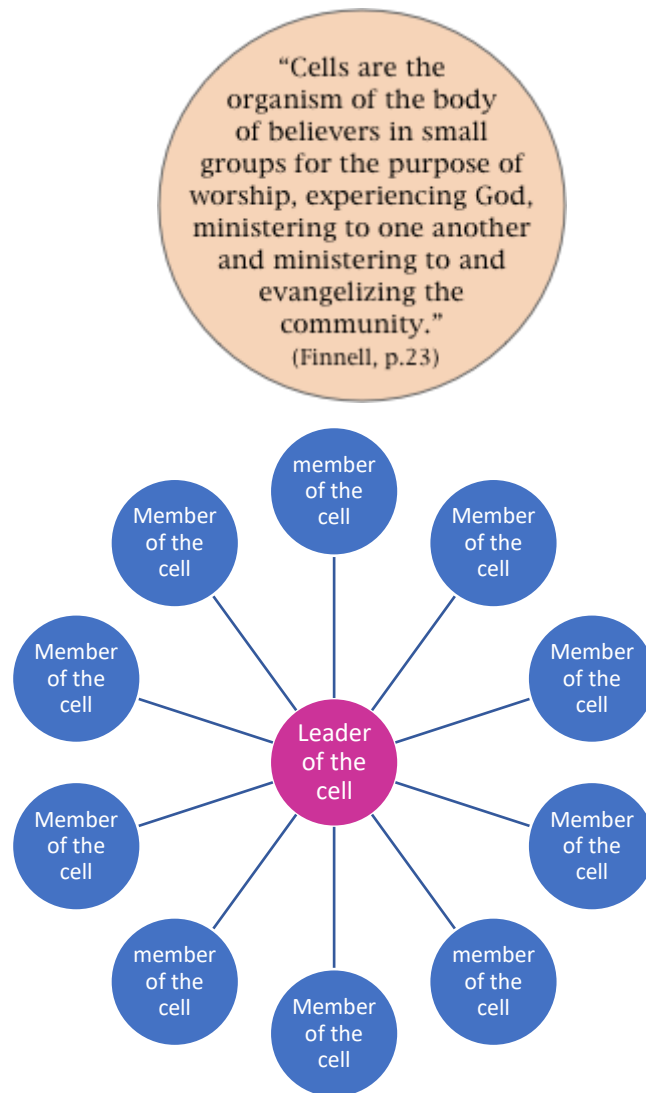 “Cells are the
organism of the body
of believers in small
groups for the purpose of
worship, experiencing God,
ministering to one another
and ministering to and
evangelizing the
community.”
(Finnell, p.23)
member
of the
cell
Member
of the
cell
Member
of the
cell
Member
of the
cell
Member
of the
cell
Leader
of the
cell
Member
of the
cell
Member
of the
cell
member
of the
cell
member
of the
cell
Member
of the
cell